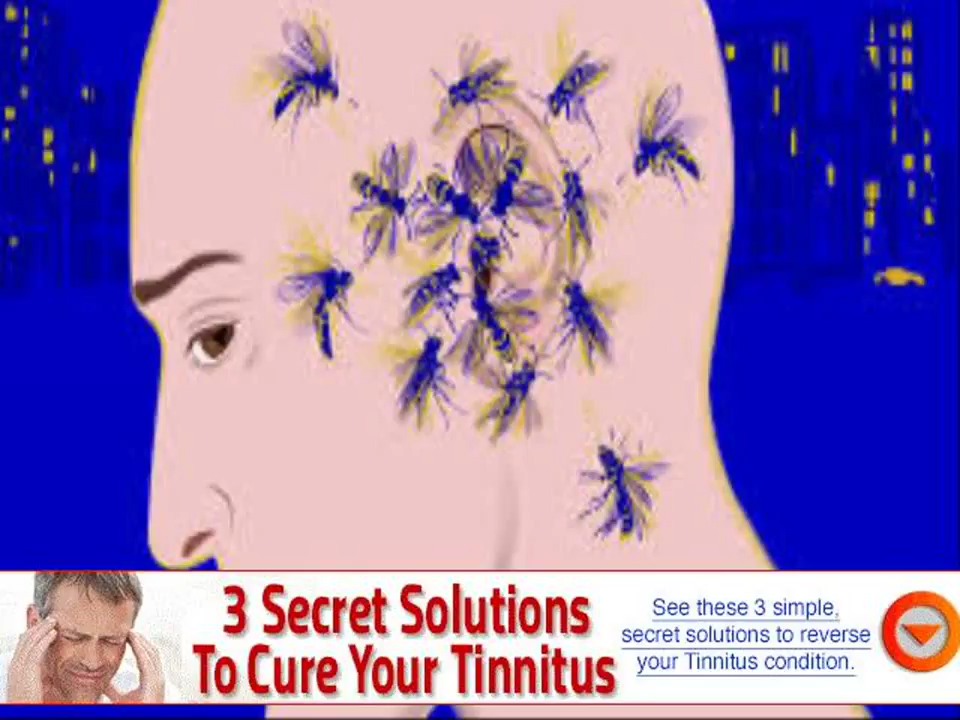 3 Secret Solutions
To Cure Your Tinnitus
See these 3 simple,
secret solutions to reverse
your Tinnitus condition.